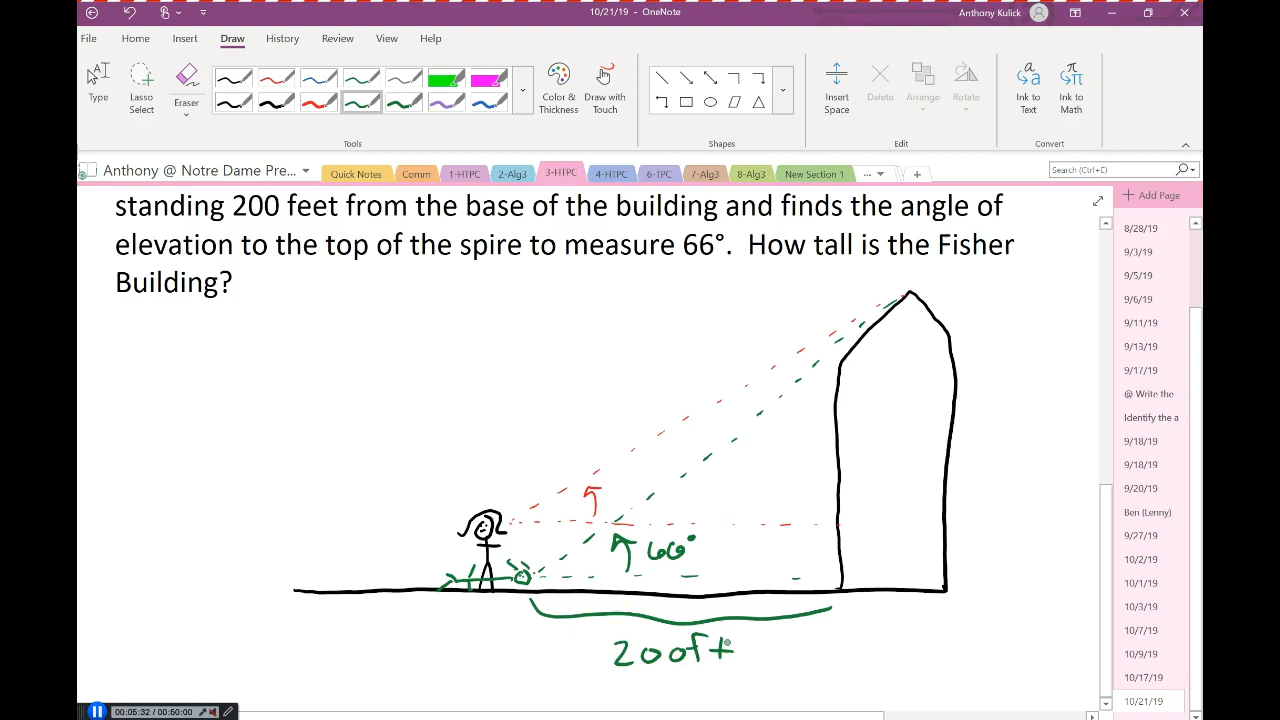 10/21/19 - OneNote
Anthony Kulick
File Home Insert Draw History Review View Help
Type
Lasso Select
Eraser
Color & Thickness
Draw with Touch
Insert Space
Delete
Arrange
Rotate
Ink to Text
Ink to Math
Tools
Shapes
Edit
Convert
Anthony @ Notre Dame Pre...
Quick Notes
Comm
1-HTPC
2-Alg3
3-HTPC
4-HTPC
6-TPC
7-Alg3
8-Alg3
New Section 1
...
Search (Ctrl+E)
Add Page
standing 200 feet from the base of the building and finds the angle of
elevation to the top of the spire to measure 66°. How tall is the Fisher
Building?
66°
200ft
8/28/19
9/3/19
9/5/19
9/6/19
9/11/19
9/13/19
9/17/19
@ Write the
Identify the a
9/18/19
9/18/19
9/20/19
Ben (Lenny)
9/27/19
10/2/19
10/1/19
10/3/19
10/7/19
10/9/19
10/17/19
10/21/19
00:05:32 / 00:50:00